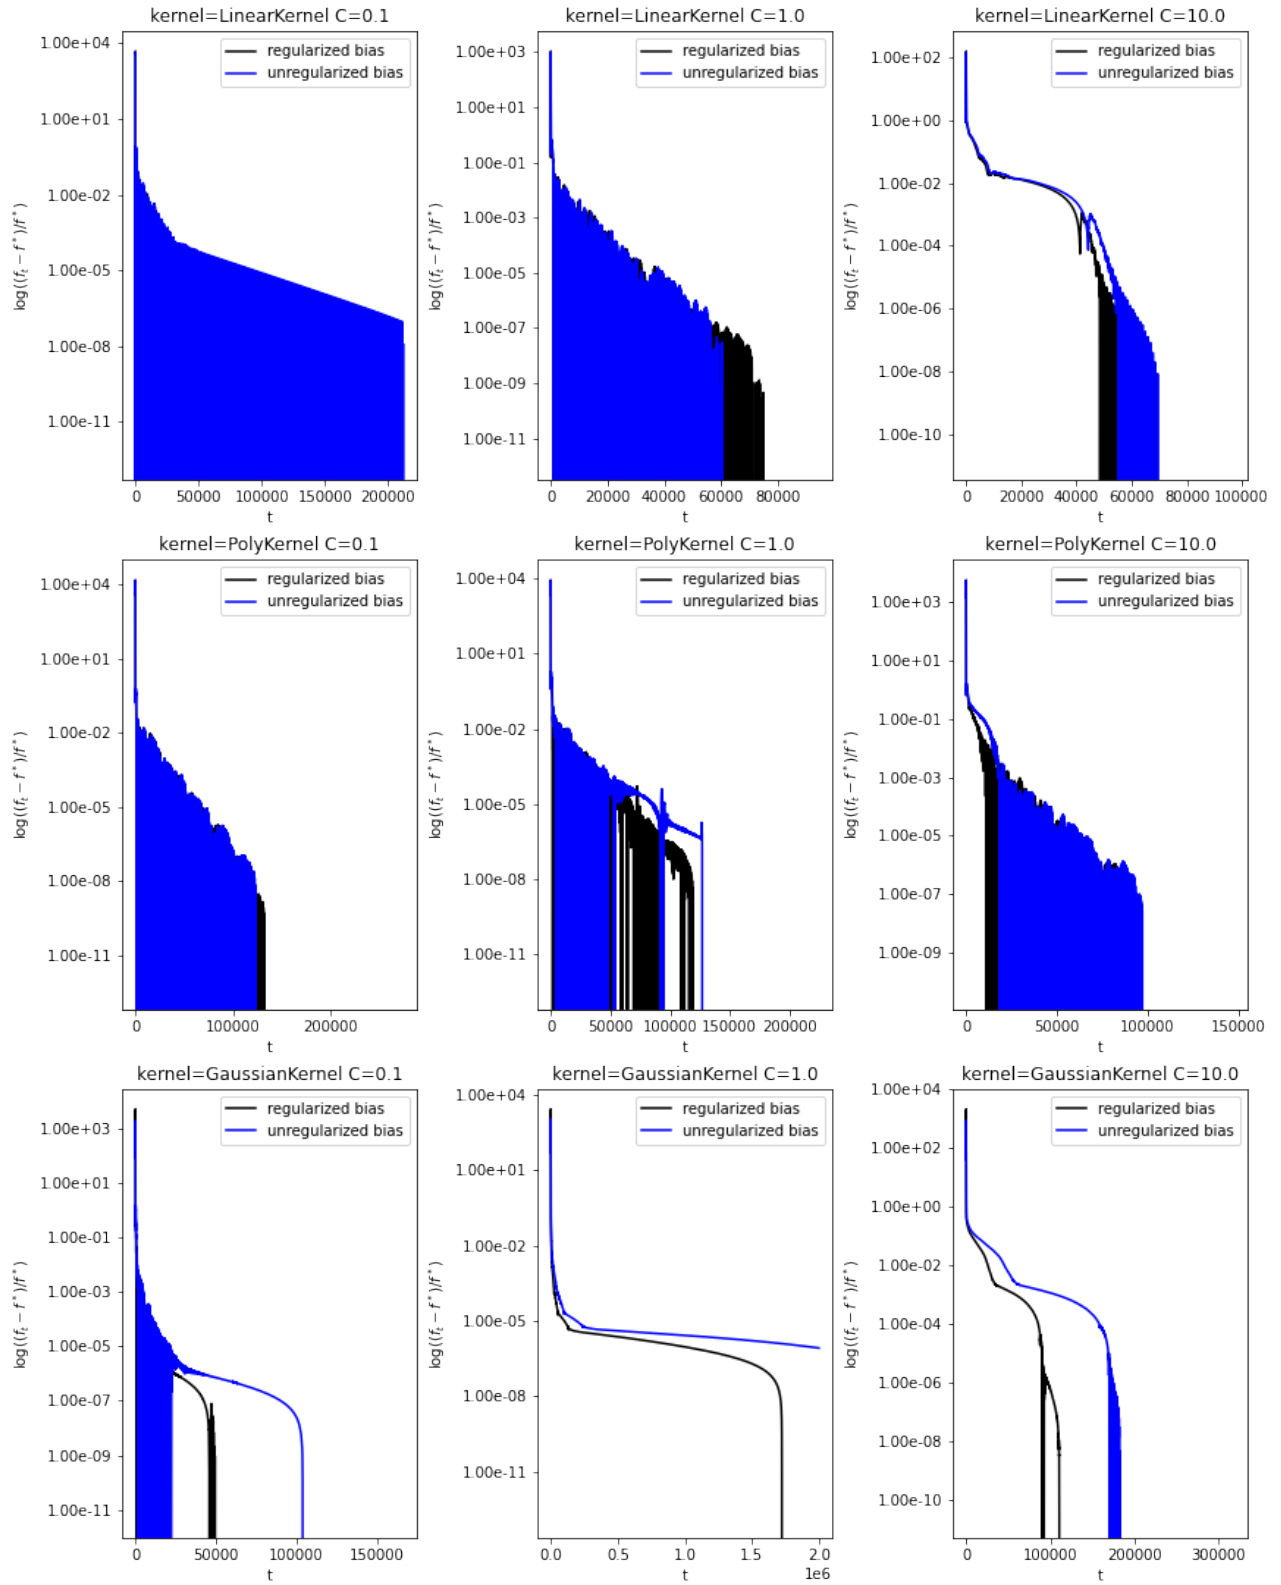 kernel=LinearKernel C=0.1
1.00e+04
1.00e+01
1.00e-02
1.00e-05
1.00e-08
1.00e-11
log((f_t − f*)/f*)
regularized bias
unregularized bias
0 50000 100000 150000 200000
t
kernel=LinearKernel C=1.0
1.00e+03
1.00e+01
1.00e-01
1.00e-03
1.00e-05
1.00e-07
1.00e-09
1.00e-11
log((f_t − f*)/f*)
regularized bias
unregularized bias
0 20000 40000 60000 80000
t
kernel=LinearKernel C=10.0
1.00e+02
1.00e+00
1.00e-02
1.00e-04
1.00e-06
1.00e-08
1.00e-10
log((f_t − f*)/f*)
regularized bias
unregularized bias
0 20000 40000 60000 80000 100000
t
kernel=PolyKernel C=0.1
1.00e+04
1.00e+01
1.00e-02
1.00e-05
1.00e-08
1.00e-11
log((f_t − f*)/f*)
regularized bias
unregularized bias
0 100000 200000
t
kernel=PolyKernel C=1.0
1.00e+04
1.00e+01
1.00e-02
1.00e-05
1.00e-08
1.00e-11
log((f_t − f*)/f*)
regularized bias
unregularized bias
0 50000 100000 150000 200000
t
kernel=PolyKernel C=10.0
1.00e+03
1.00e+01
1.00e-01
1.00e-03
1.00e-05
1.00e-07
1.00e-09
log((f_t − f*)/f*)
regularized bias
unregularized bias
0 50000 100000 150000
t
kernel=GaussianKernel C=0.1
1.00e+03
1.00e+01
1.00e-01
1.00e-03
1.00e-05
1.00e-07
1.00e-09
1.00e-11
log((f_t − f*)/f*)
regularized bias
unregularized bias
0 50000 100000 150000
t
kernel=GaussianKernel C=1.0
1.00e+04
1.00e+01
1.00e-02
1.00e-05
1.00e-08
1.00e-11
log((f_t − f*)/f*)
regularized bias
unregularized bias
0.0 0.5 1.0 1.5 2.0
1e6
t
kernel=GaussianKernel C=10.0
1.00e+04
1.00e+02
1.00e+00
1.00e-02
1.00e-04
1.00e-06
1.00e-08
1.00e-10
log((f_t − f*)/f*)
regularized bias
unregularized bias
0 100000 200000 300000
t